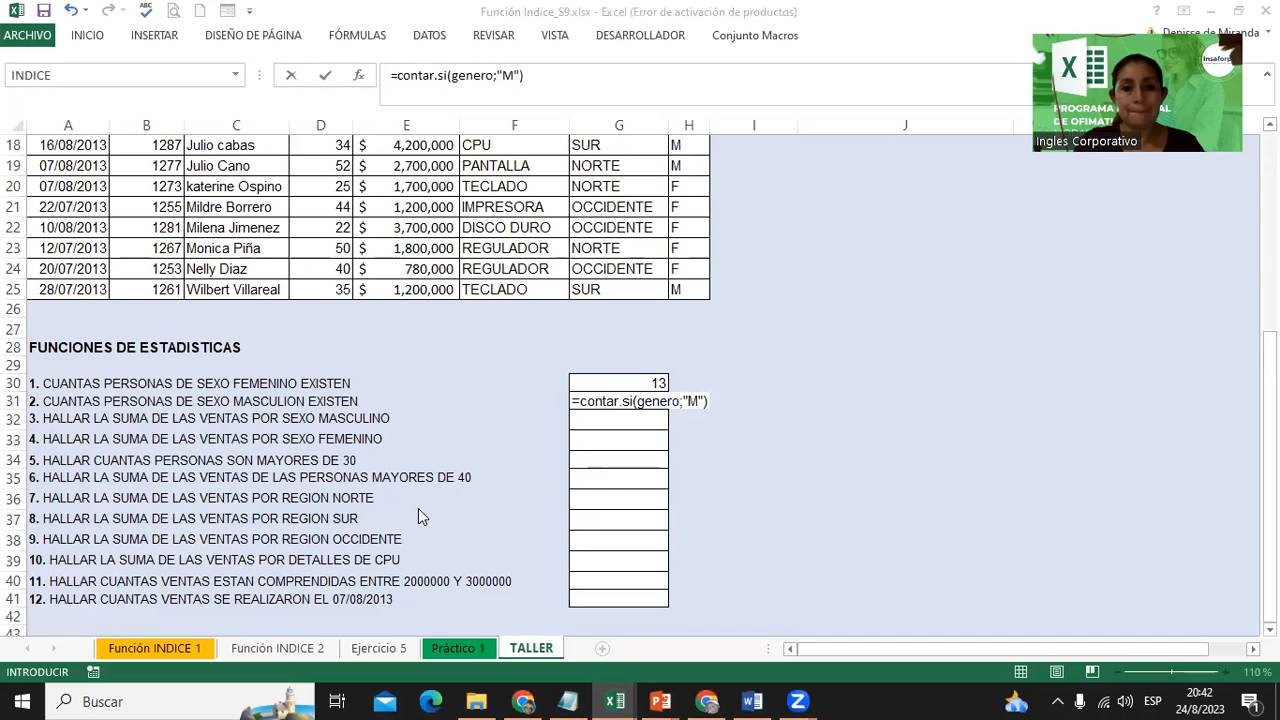 Función Indice_S9.xlsx - Excel (Error de activación de productos)
ARCHIVO INICIO INSERTAR DISEÑO DE PÁGINA FÓRMULAS DATOS REVISAR VISTA DESARROLLADOR Conjunto Macros Denisse de Miranda
INDICE fx =contar.si(genero;"M")
Insaforp
PROGRAMA
DE OFIMAT
Ingles Corporativo
A B C D E F G H I J
18 16/08/2013 1287 Julio cabas 34 $ 4,200,000 CPU SUR M
19 07/08/2013 1277 Julio Cano 52 $ 2,700,000 PANTALLA NORTE M
20 07/08/2013 1273 katerine Ospino 25 $ 1,700,000 TECLADO NORTE F
21 22/07/2013 1255 Mildre Borrero 44 $ 1,200,000 IMPRESORA OCCIDENTE F
22 10/08/2013 1281 Milena Jimenez 22 $ 3,700,000 DISCO DURO OCCIDENTE F
23 12/07/2013 1267 Monica Piña 50 $ 1,800,000 REGULADOR NORTE F
24 20/07/2013 1253 Nelly Diaz 40 $ 780,000 REGULADOR OCCIDENTE F
25 28/07/2013 1261 Wilbert Villareal 35 $ 1,200,000 TECLADO SUR M
26
27
28 FUNCIONES DE ESTADISTICAS
29
30 1. CUANTAS PERSONAS DE SEXO FEMENINO EXISTEN 13
31 2. CUANTAS PERSONAS DE SEXO MASCULION EXISTEN =contar.si(genero;"M")
32 3. HALLAR LA SUMA DE LAS VENTAS POR SEXO MASCULINO
33 4. HALLAR LA SUMA DE LAS VENTAS POR SEXO FEMENINO
34 5. HALLAR CUANTAS PERSONAS SON MAYORES DE 30
35 6. HALLAR LA SUMA DE LAS VENTAS DE LAS PERSONAS MAYORES DE 40
36 7. HALLAR LA SUMA DE LAS VENTAS POR REGION NORTE
37 8. HALLAR LA SUMA DE LAS VENTAS POR REGION SUR
38 9. HALLAR LA SUMA DE LAS VENTAS POR REGION OCCIDENTE
39 10. HALLAR LA SUMA DE LAS VENTAS POR DETALLES DE CPU
40 11. HALLAR CUANTAS VENTAS ESTAN COMPRENDIDAS ENTRE 2000000 Y 3000000
41 12. HALLAR CUANTAS VENTAS SE REALIZARON EL 07/08/2013
42
43
Función INDICE 1 Función INDICE 2 Ejercicio 5 Práctico 1 TALLER
INTRODUCIR 110 %
Buscar ESP 20:42
24/8/2023